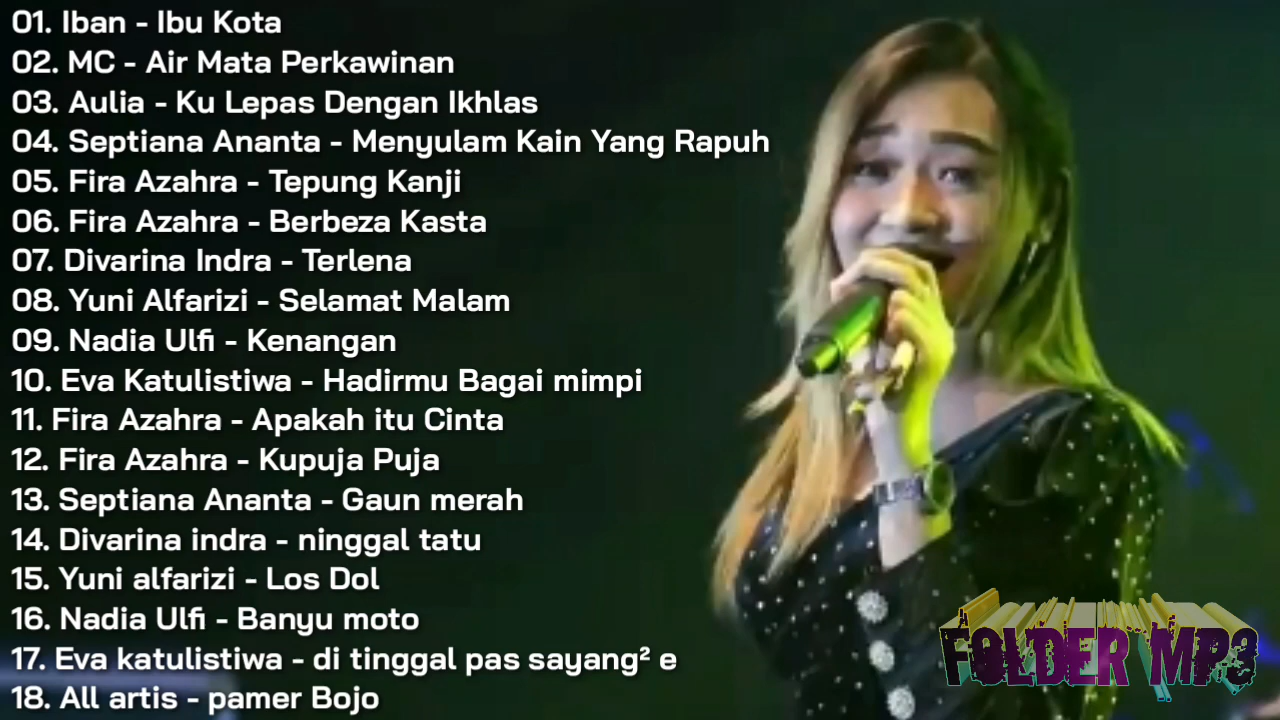 01. Iban - Ibu Kota
02. MC - Air Mata Perkawinan
03. Aulia - Ku Lepas Dengan Ikhlas
04. Septiana Ananta - Menyulam Kain Yang Rapuh
05. Fira Azahra - Tepung Kanji
06. Fira Azahra - Berbeza Kasta
07. Divarina Indra - Terlena
08. Yuni Alfarizi - Selamat Malam
09. Nadia Ulfi - Kenangan
10. Eva Katulistiwa - Hadirmu Bagai mimpi
11. Fira Azahra - Apakah itu Cinta
12. Fira Azahra - Kupuja Puja
13. Septiana Ananta - Gaun merah
14. Divarina indra - ninggal tatu
15. Yuni alfarizi - Los Dol
16. Nadia Ulfi - Banyu moto
17. Eva katulistiwa - di tinggal pas sayang² e
18. All artis - pamer Bojo
FOLDER MP3